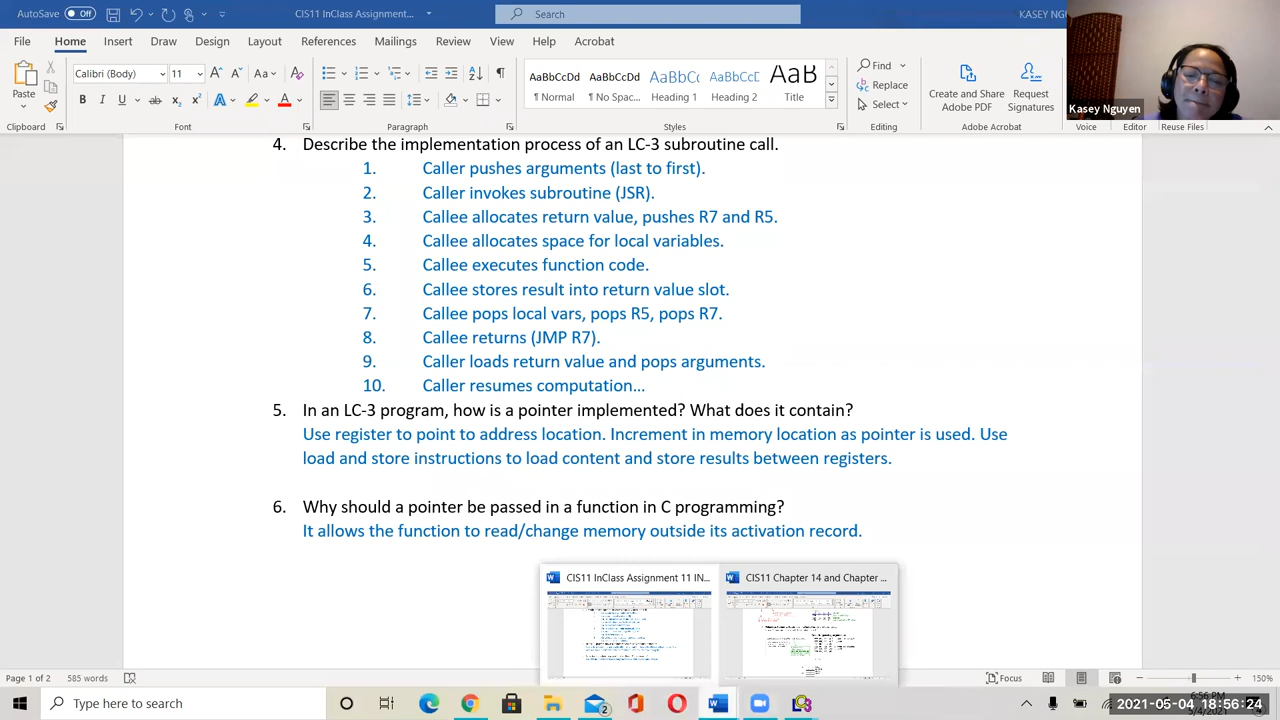 AutoSave Off
CIS11 InClass Assignment...
Search
KASEY NGU
File Home Insert Draw Design Layout References Mailings Review View Help Acrobat
Paste
Calibri (Body) 11
AaBbCcDd AaBbCcDd AaBbC( AaBbCcE AaB
¶ Normal ¶ No Spac... Heading 1 Heading 2 Title
Find
Replace
Select
Create and Share Adobe PDF
Request Signatures
Kasey Nguyen
Clipboard Font Paragraph Styles Editing Adobe Acrobat Voice Editor Reuse Files
4. Describe the implementation process of an LC-3 subroutine call.
1. Caller pushes arguments (last to first).
2. Caller invokes subroutine (JSR).
3. Callee allocates return value, pushes R7 and R5.
4. Callee allocates space for local variables.
5. Callee executes function code.
6. Callee stores result into return value slot.
7. Callee pops local vars, pops R5, pops R7.
8. Callee returns (JMP R7).
9. Caller loads return value and pops arguments.
10. Caller resumes computation...
5. In an LC-3 program, how is a pointer implemented? What does it contain?
Use register to point to address location. Increment in memory location as pointer is used. Use
load and store instructions to load content and store results between registers.
6. Why should a pointer be passed in a function in C programming?
It allows the function to read/change memory outside its activation record.
CIS11 InClass Assignment 11 IN...
CIS11 Chapter 14 and Chapter ...
Page 1 of 2 585 words
Focus
150%
Type here to search
2
6:56 PM
5/4/2021
2021-05-04 18:56:24